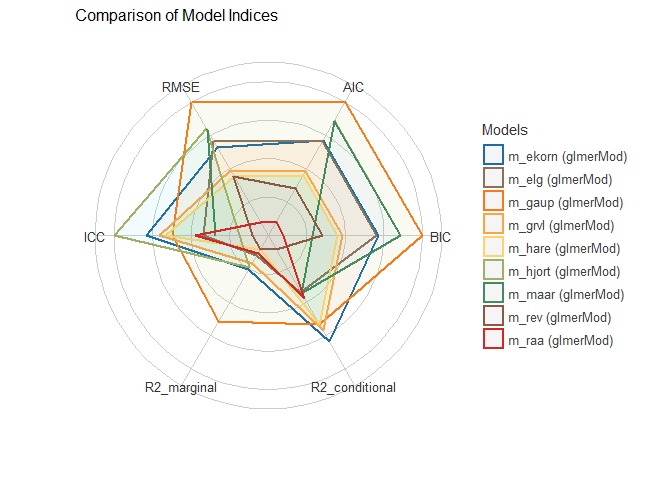 Comparison of Model Indices
RMSE
AIC
ICC
BIC
R2_marginal
R2_conditional
Models
m_ekorn (glmerMod)
m_elg (glmerMod)
m_gaup (glmerMod)
m_grvl (glmerMod)
m_hare (glmerMod)
m_hjort (glmerMod)
m_maar (glmerMod)
m_rev (glmerMod)
m_raa (glmerMod)